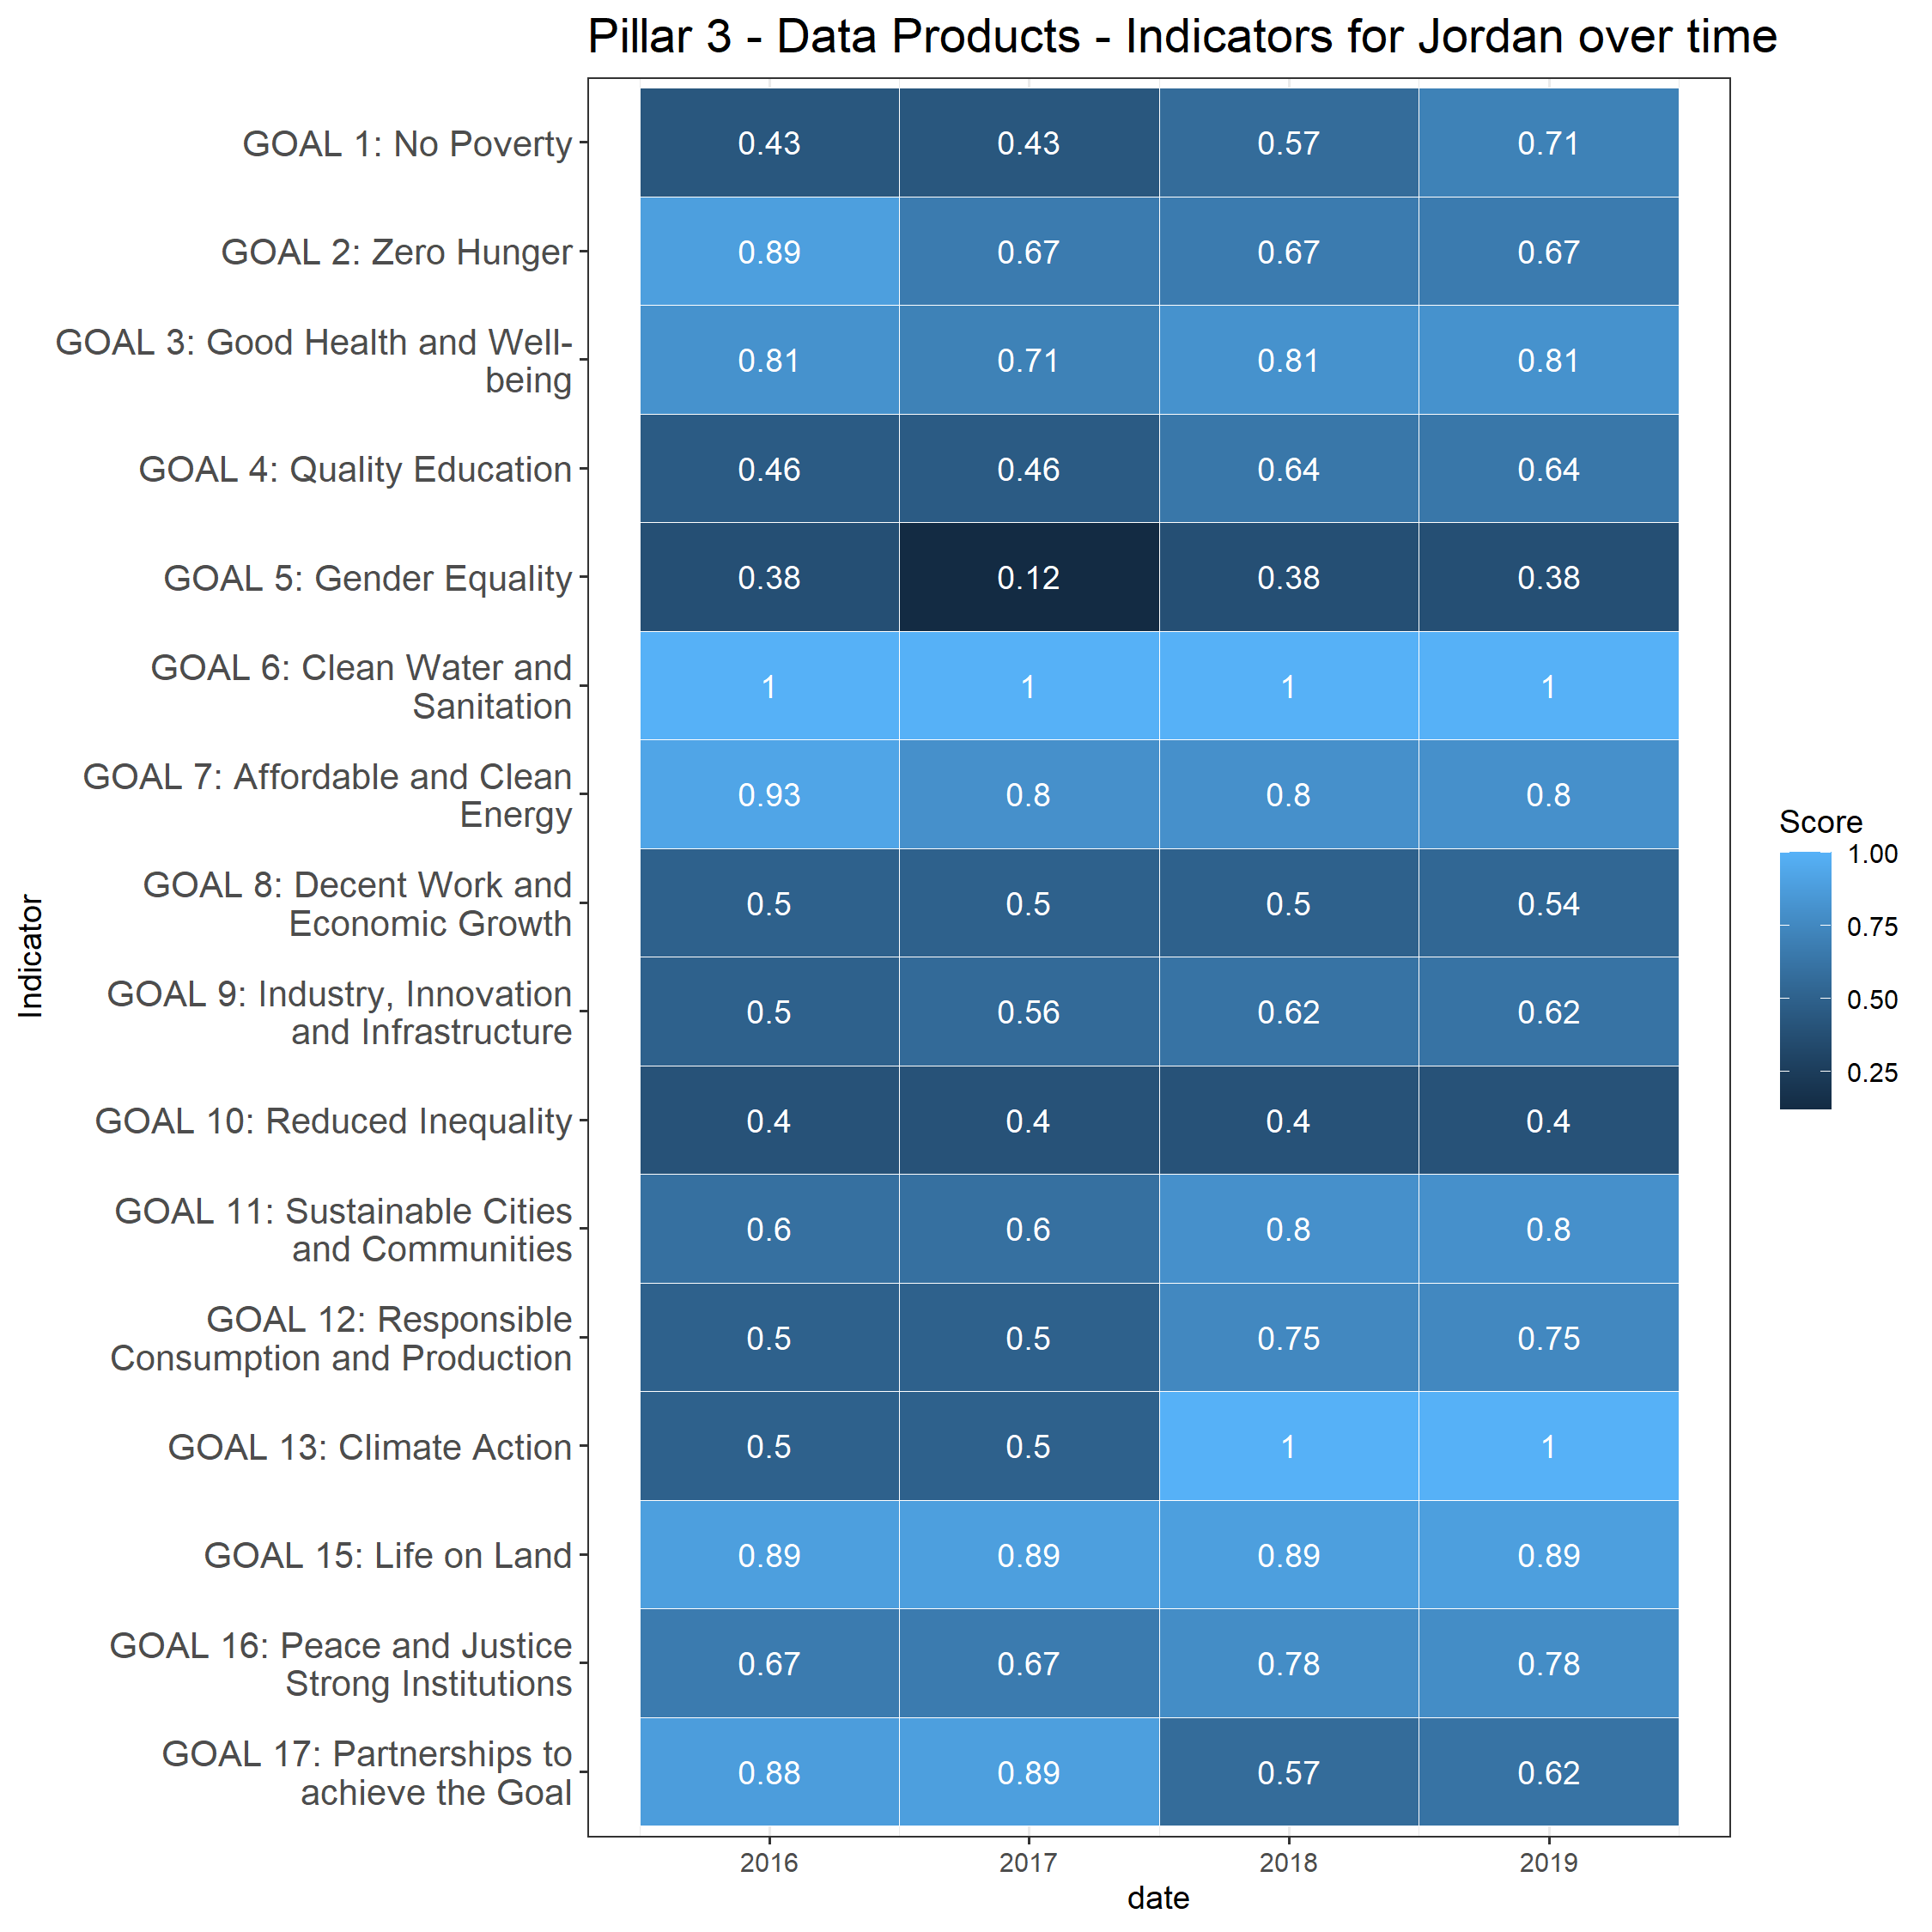 Pillar 3 - Data Products - Indicators for Jordan over time
GOAL 1: No Poverty
0.43 0.43 0.57 0.71
GOAL 2: Zero Hunger
0.89 0.67 0.67 0.67
GOAL 3: Good Health and Well-
being
0.81 0.71 0.81 0.81
GOAL 4: Quality Education
0.46 0.46 0.64 0.64
GOAL 5: Gender Equality
0.38 0.12 0.38 0.38
GOAL 6: Clean Water and
Sanitation
1 1 1 1
GOAL 7: Affordable and Clean
Energy
0.93 0.8 0.8 0.8
GOAL 8: Decent Work and
Economic Growth
0.5 0.5 0.5 0.54
GOAL 9: Industry, Innovation
and Infrastructure
0.5 0.56 0.62 0.62
GOAL 10: Reduced Inequality
0.4 0.4 0.4 0.4
GOAL 11: Sustainable Cities
and Communities
0.6 0.6 0.8 0.8
GOAL 12: Responsible
Consumption and Production
0.5 0.5 0.75 0.75
GOAL 13: Climate Action
0.5 0.5 1 1
GOAL 15: Life on Land
0.89 0.89 0.89 0.89
GOAL 16: Peace and Justice
Strong Institutions
0.67 0.67 0.78 0.78
GOAL 17: Partnerships to
achieve the Goal
0.88 0.89 0.57 0.62
2016 2017 2018 2019
date
Indicator
Score
1.00
0.75
0.50
0.25